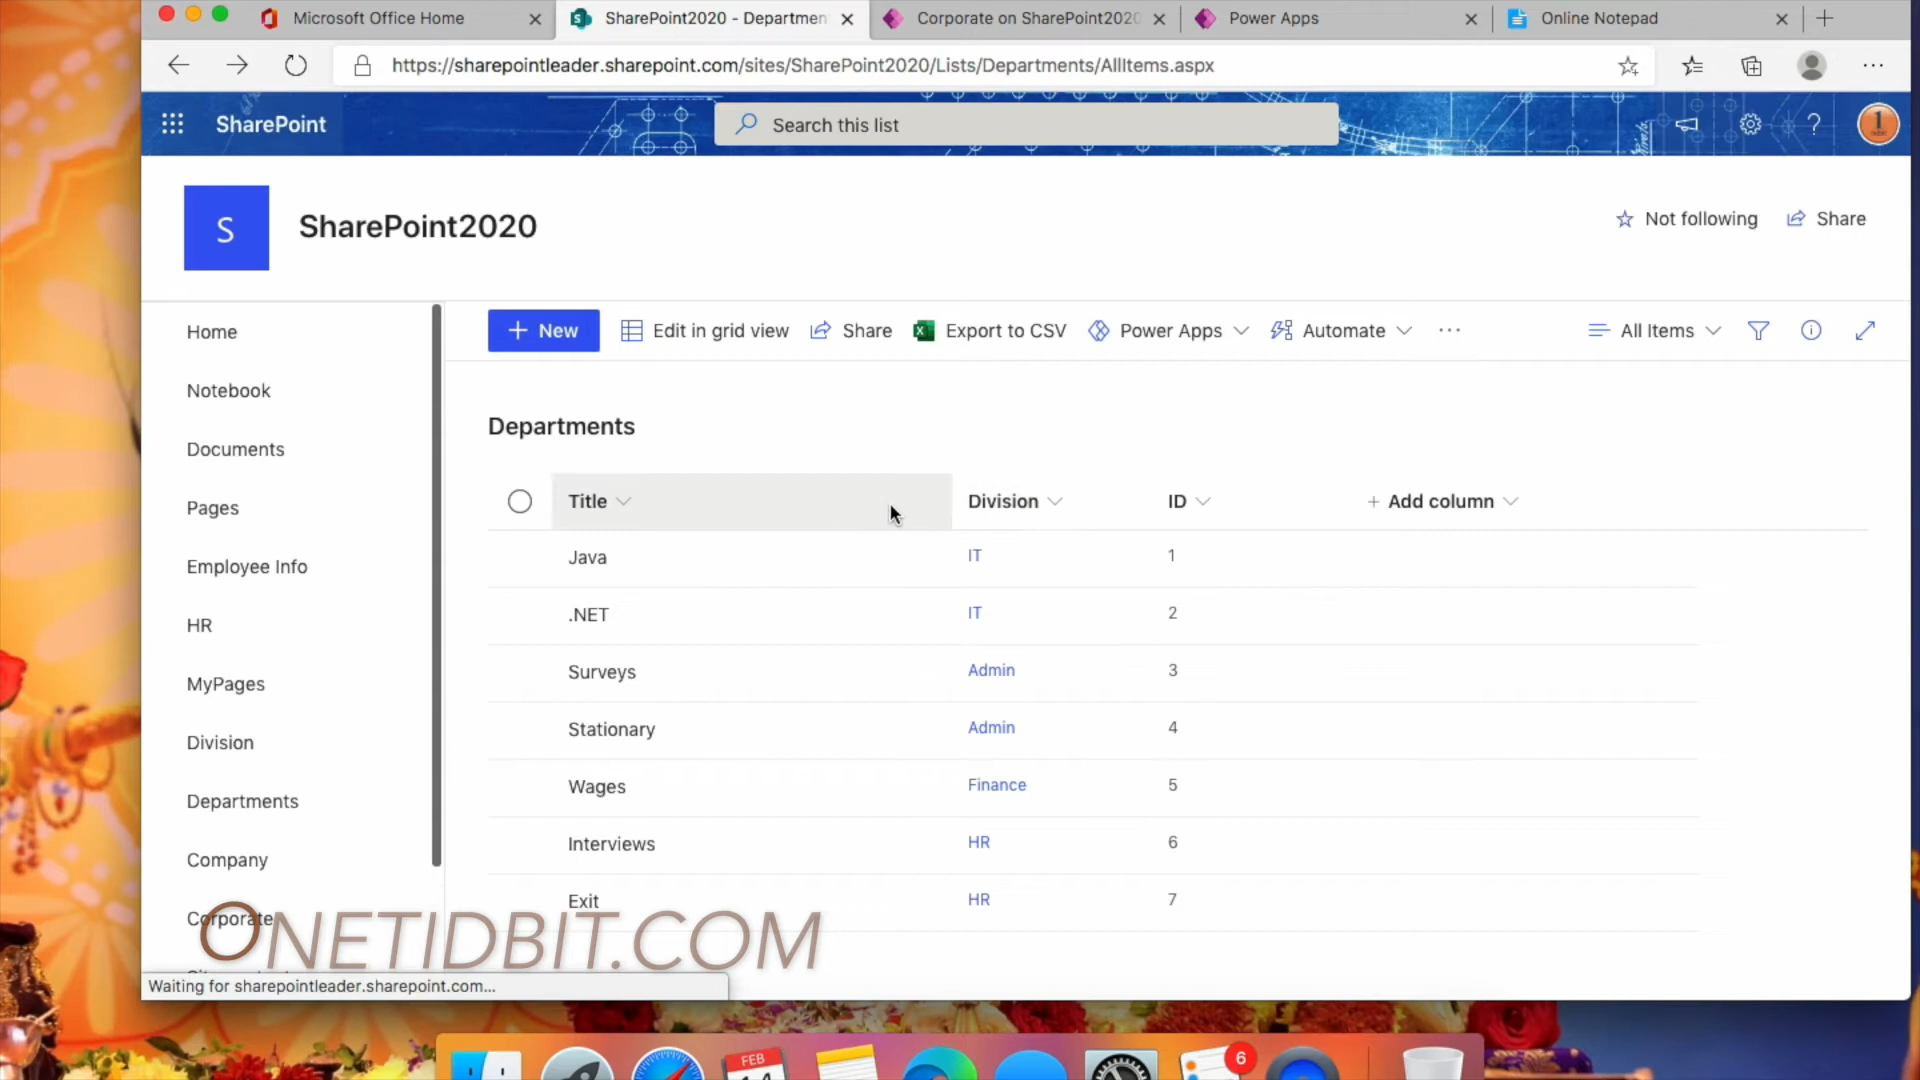 Microsoft Office Home
SharePoint2020 - Departmen
Corporate on SharePoint2020
Power Apps
Online Notepad
https://sharepointleader.sharepoint.com/sites/SharePoint2020/Lists/Departments/AllItems.aspx
SharePoint
Search this list
1
S
SharePoint2020
Not following
Share
Home
Notebook
Documents
Pages
Employee Info
HR
MyPages
Division
Departments
Company
Corporate
+ New
Edit in grid view
Share
Export to CSV
Power Apps
Automate
All Items
Departments
Title Division ID + Add column
Java IT 1
.NET IT 2
Surveys Admin 3
Stationary Admin 4
Wages Finance 5
Interviews HR 6
Exit HR 7
ONETIDBIT.COM
Waiting for sharepointleader.sharepoint.com...
FEB
6